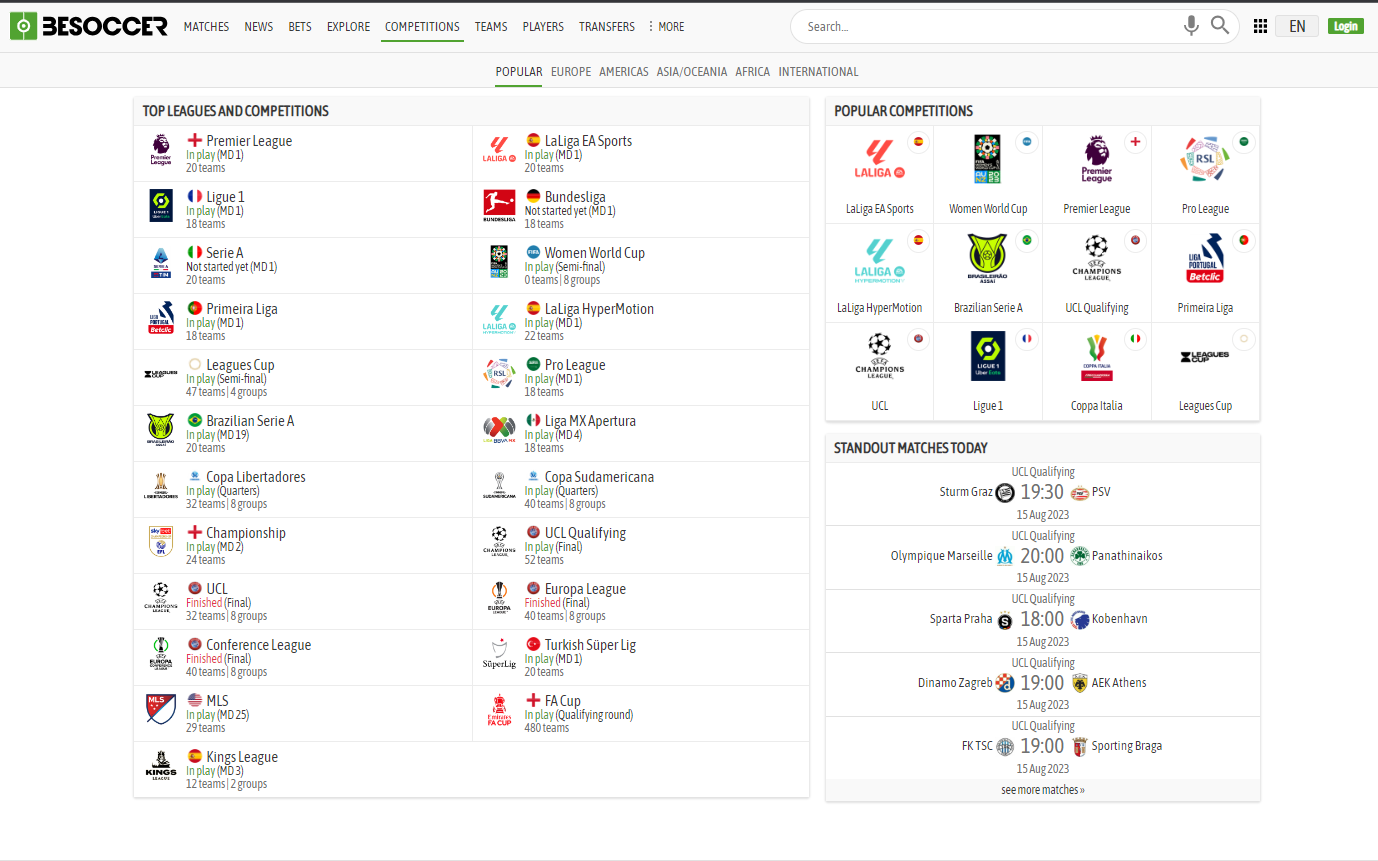 BESOCCER MATCHES NEWS BETS EXPLORE COMPETITIONS TEAMS PLAYERS TRANSFERS ⋮ MORE Search... EN Login
POPULAR EUROPE AMERICAS ASIA/OCEANIA AFRICA INTERNATIONAL
TOP LEAGUES AND COMPETITIONS
Premier League
In play (MD 1)
20 teams
LaLiga EA Sports
In play (MD 1)
20 teams
Ligue 1
In play (MD 1)
18 teams
Bundesliga
Not started yet (MD 1)
18 teams
Serie A
Not started yet (MD 1)
20 teams
Women World Cup
In play (Semi-final)
0 teams | 8 groups
Primeira Liga
In play (MD 1)
18 teams
LaLiga HyperMotion
In play (MD 1)
22 teams
Leagues Cup
In play (Semi-final)
47 teams | 4 groups
Pro League
In play (MD 1)
18 teams
Brazilian Serie A
In play (MD 19)
20 teams
Liga MX Apertura
In play (MD 4)
18 teams
Copa Libertadores
In play (Quarters)
32 teams | 8 groups
Copa Sudamericana
In play (Quarters)
40 teams | 8 groups
Championship
In play (MD 2)
24 teams
UCL Qualifying
In play (Final)
52 teams
UCL
Finished (Final)
32 teams | 8 groups
Europa League
Finished (Final)
40 teams | 8 groups
Conference League
Finished (Final)
40 teams | 8 groups
Turkish Süper Lig
In play (MD 1)
20 teams
MLS
In play (MD 25)
29 teams
FA Cup
In play (Qualifying round)
480 teams
Kings League
In play (MD 3)
12 teams | 2 groups
POPULAR COMPETITIONS
LaLiga EA Sports Women World Cup Premier League Pro League
LaLiga HyperMotion Brazilian Serie A UCL Qualifying Primeira Liga
UCL Ligue 1 Coppa Italia Leagues Cup
STANDOUT MATCHES TODAY
UCL Qualifying
Sturm Graz 19:30 PSV
15 Aug 2023
UCL Qualifying
Olympique Marseille 20:00 Panathinaikos
15 Aug 2023
UCL Qualifying
Sparta Praha 18:00 Kobenhavn
15 Aug 2023
UCL Qualifying
Dinamo Zagreb 19:00 AEK Athens
15 Aug 2023
UCL Qualifying
FK TSC 19:00 Sporting Braga
15 Aug 2023
see more matches »